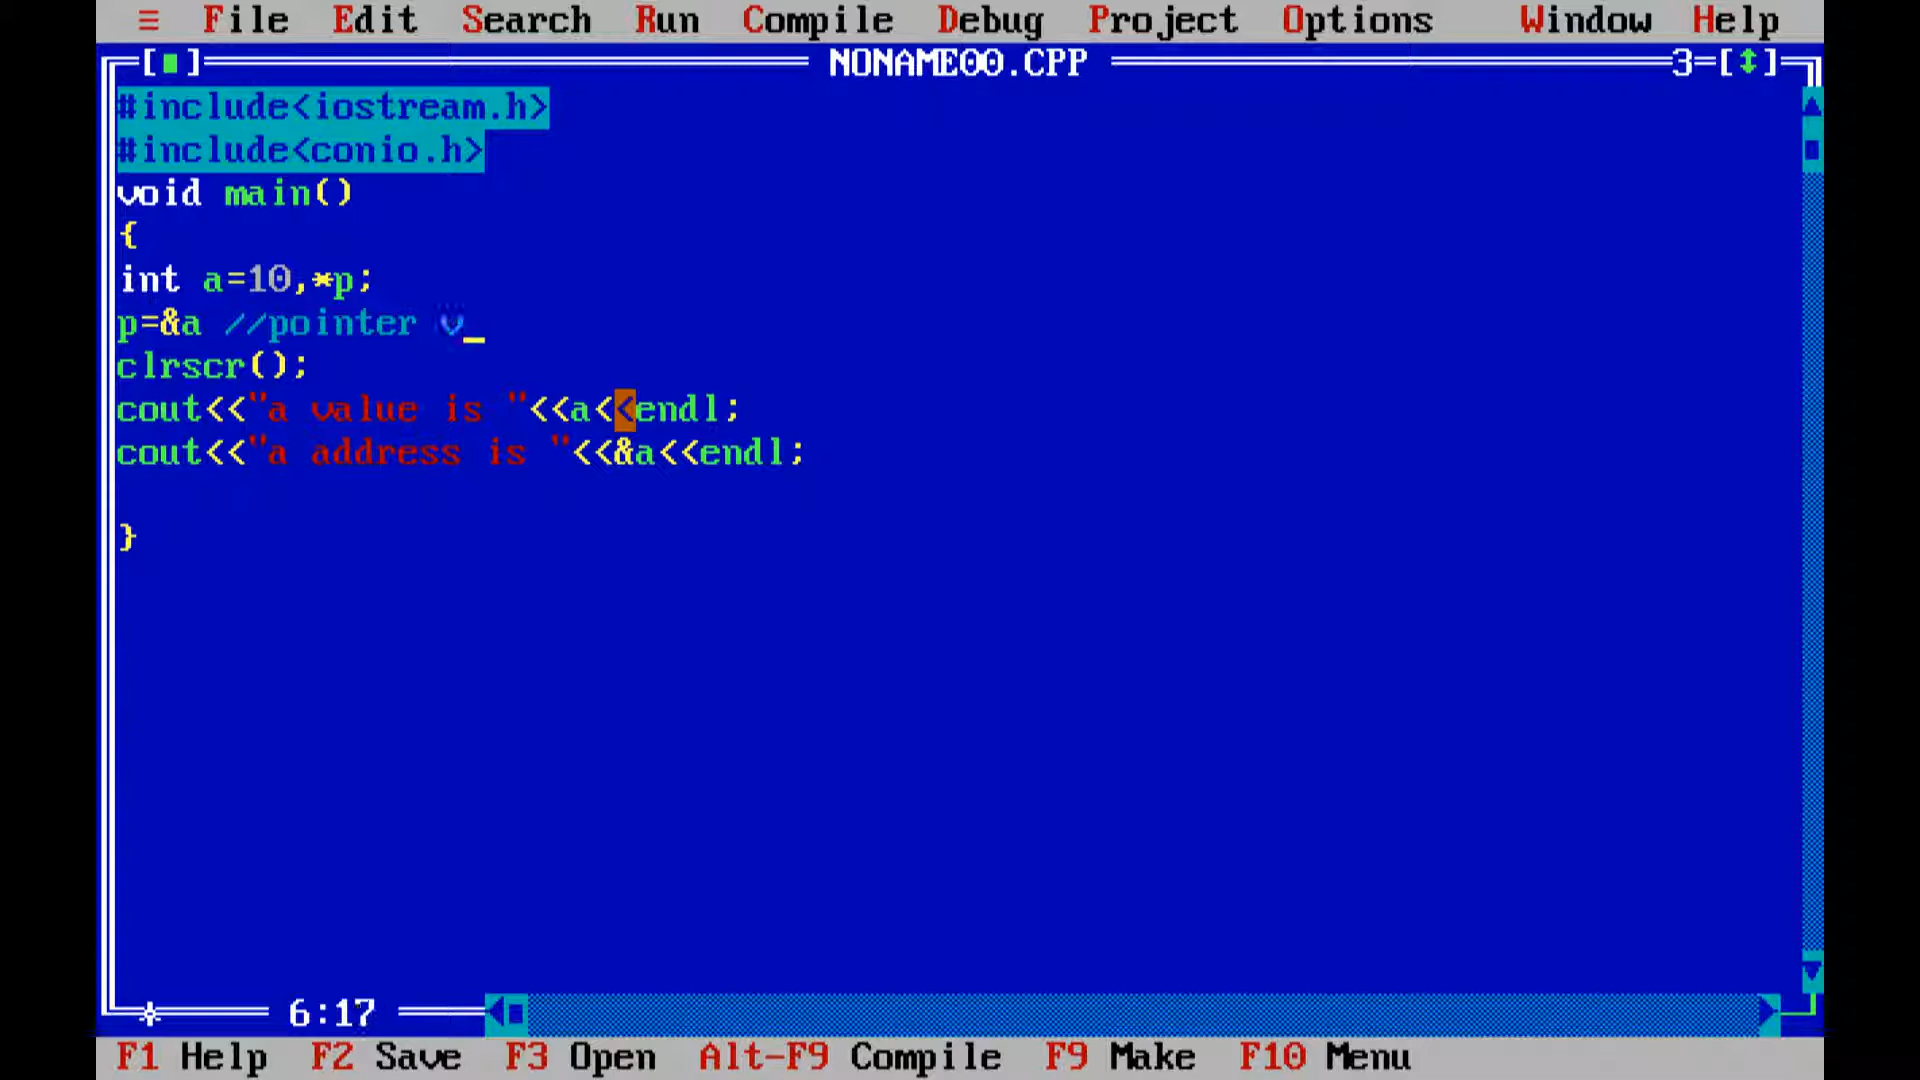 ≡ File Edit Search Run Compile Debug Project Options Window Help
[■] NONAME00.CPP 3=[↕]
#include<iostream.h>
#include<conio.h>
void main()
{
int a=10,*p;
p=&a //pointer v_
clrscr();
cout<<"a value is "<<a<<endl;
cout<<"a address is "<<&a<<endl;
}
6:17
F1 Help F2 Save F3 Open Alt-F9 Compile F9 Make F10 Menu